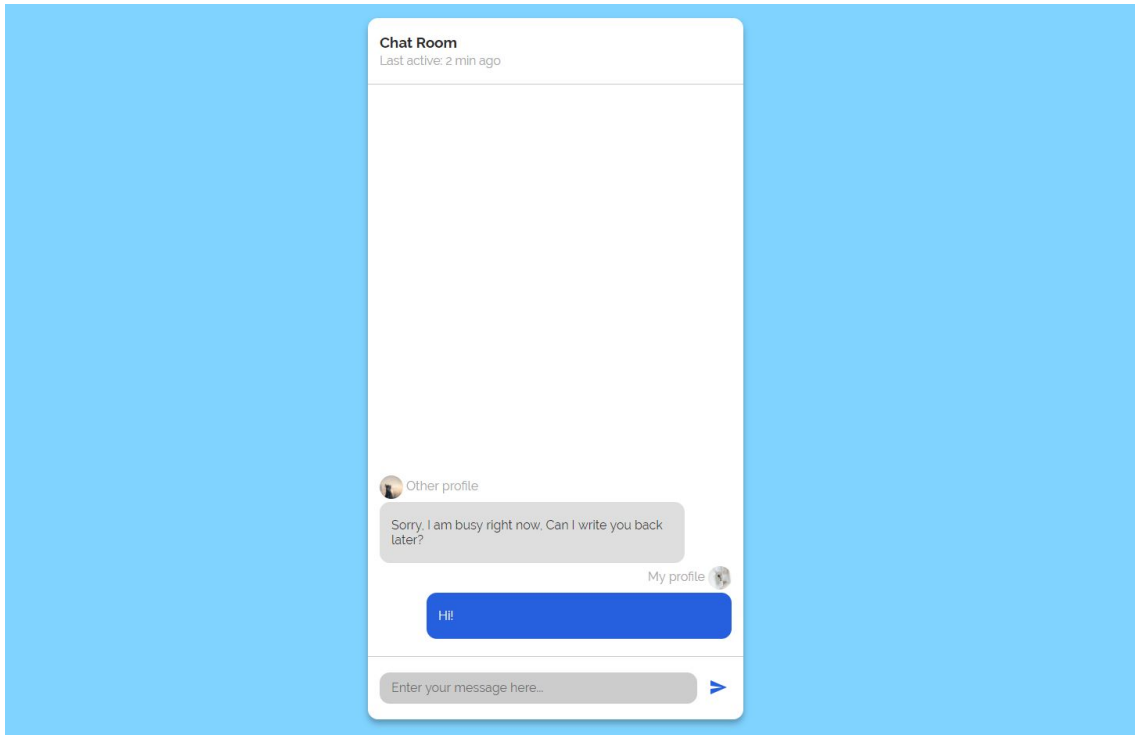 Chat Room
Last active: 2 min ago
Other profile
Sorry, I am busy right now, Can I write you back
later?
My profile
Hi!
Enter your message here...